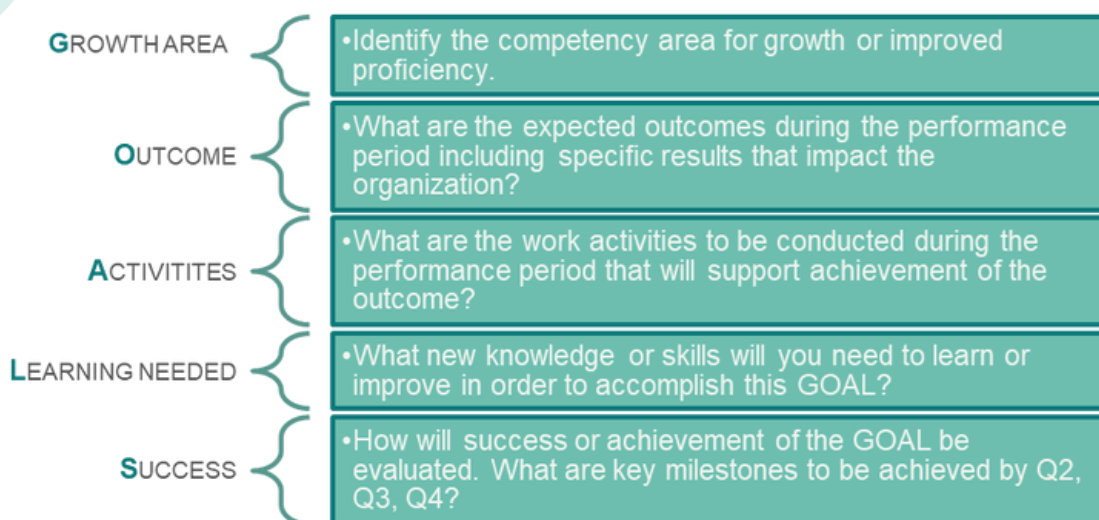 GROWTH AREA
•Identify the competency area for growth or improved
proficiency.
OUTCOME
•What are the expected outcomes during the performance
period including specific results that impact the
organization?
ACTIVITITES
•What are the work activities to be conducted during the
performance period that will support achievement of the
outcome?
LEARNING NEEDED
•What new knowledge or skills will you need to learn or
improve in order to accomplish this GOAL?
SUCCESS
•How will success or achievement of the GOAL be
evaluated. What are key milestones to be achieved by Q2,
Q3, Q4?